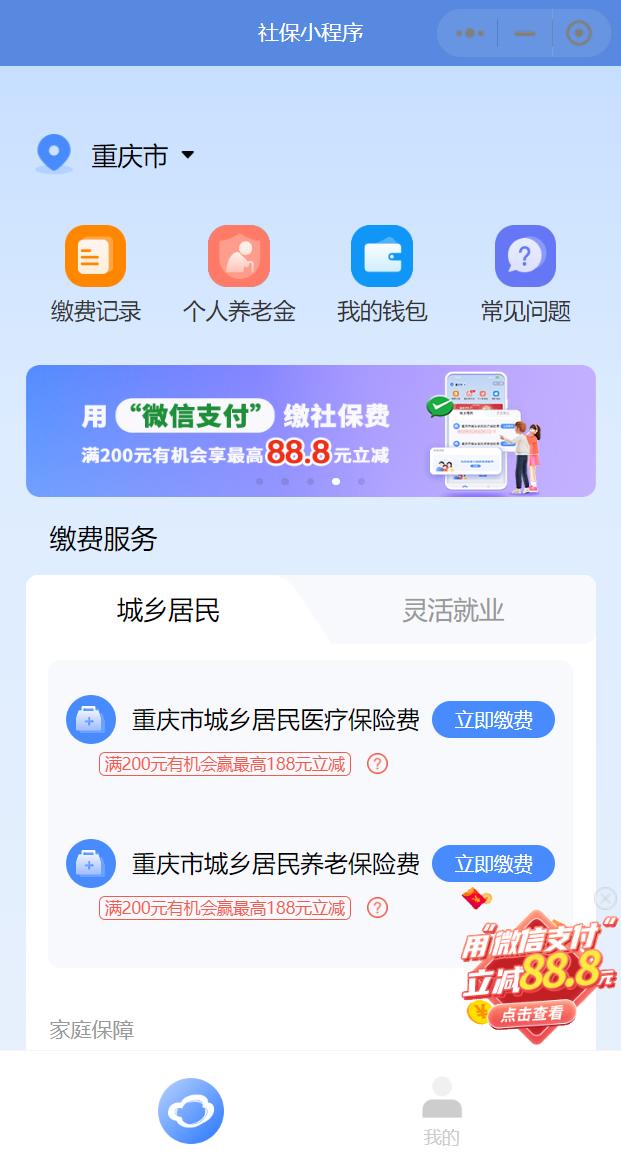 社保小程序
重庆市
缴费记录
个人养老金
我的钱包
常见问题
用“微信支付”缴社保费
满200元有机会享最高88.8元立减
缴费服务
城乡居民
灵活就业
重庆市城乡居民医疗保险费
立即缴费
满200元有机会赢最高188元立减
?
重庆市城乡居民养老保险费
立即缴费
满200元有机会赢最高188元立减
?
用“微信支付”
立减88.8元
点击查看
家庭保障
我的